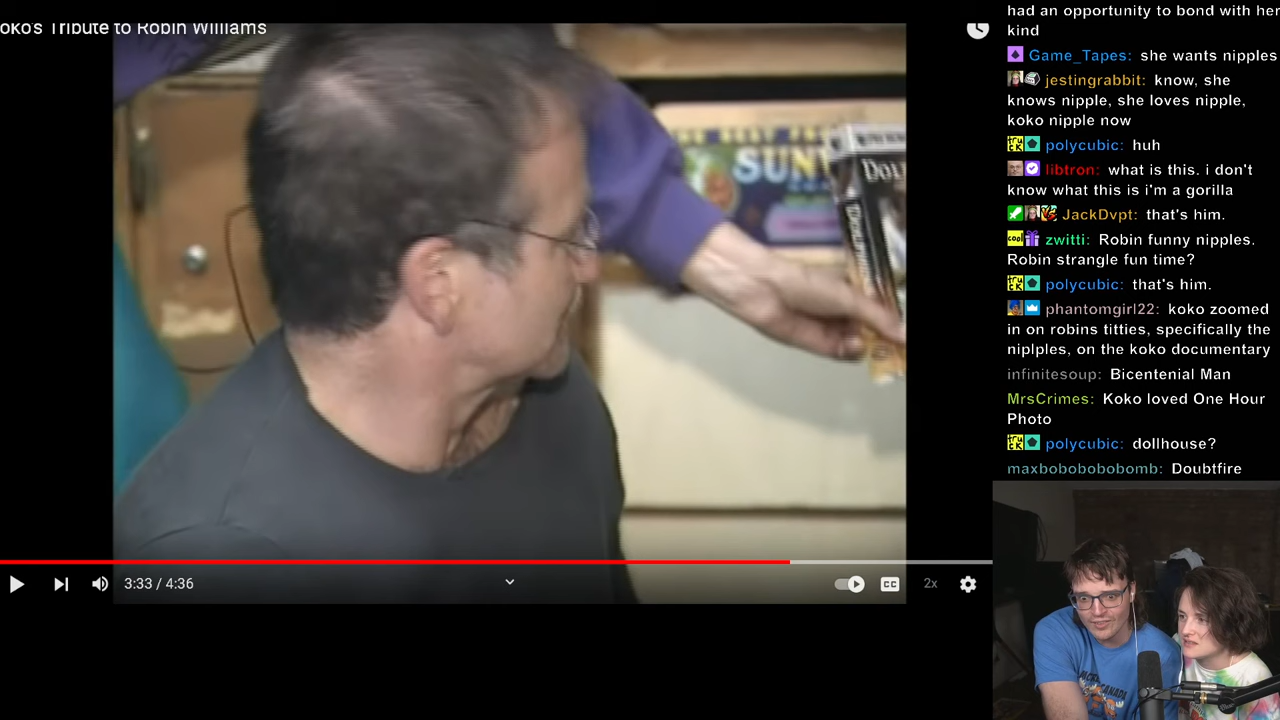 oko's Tribute to Robin Williams
SUN
Dou
3:33 / 4:36
CC
2x
had an opportunity to bond with her
kind
Game_Tapes: she wants nipples
jestingrabbit: know, she
knows nipple, she loves nipple,
koko nipple now
polycubic: huh
libtron: what is this. i don't
know what this is i'm a gorilla
JackDvpt: that's him.
zwitti: Robin funny nipples.
Robin strangle fun time?
polycubic: that's him.
phantomgirl22: koko zoomed
in on robins titties, specifically the
niplples, on the koko documentary
infinitesoup: Bicentenial Man
MrsCrimes: Koko loved One Hour
Photo
polycubic: dollhouse?
maxbobobobobomb: Doubtfire